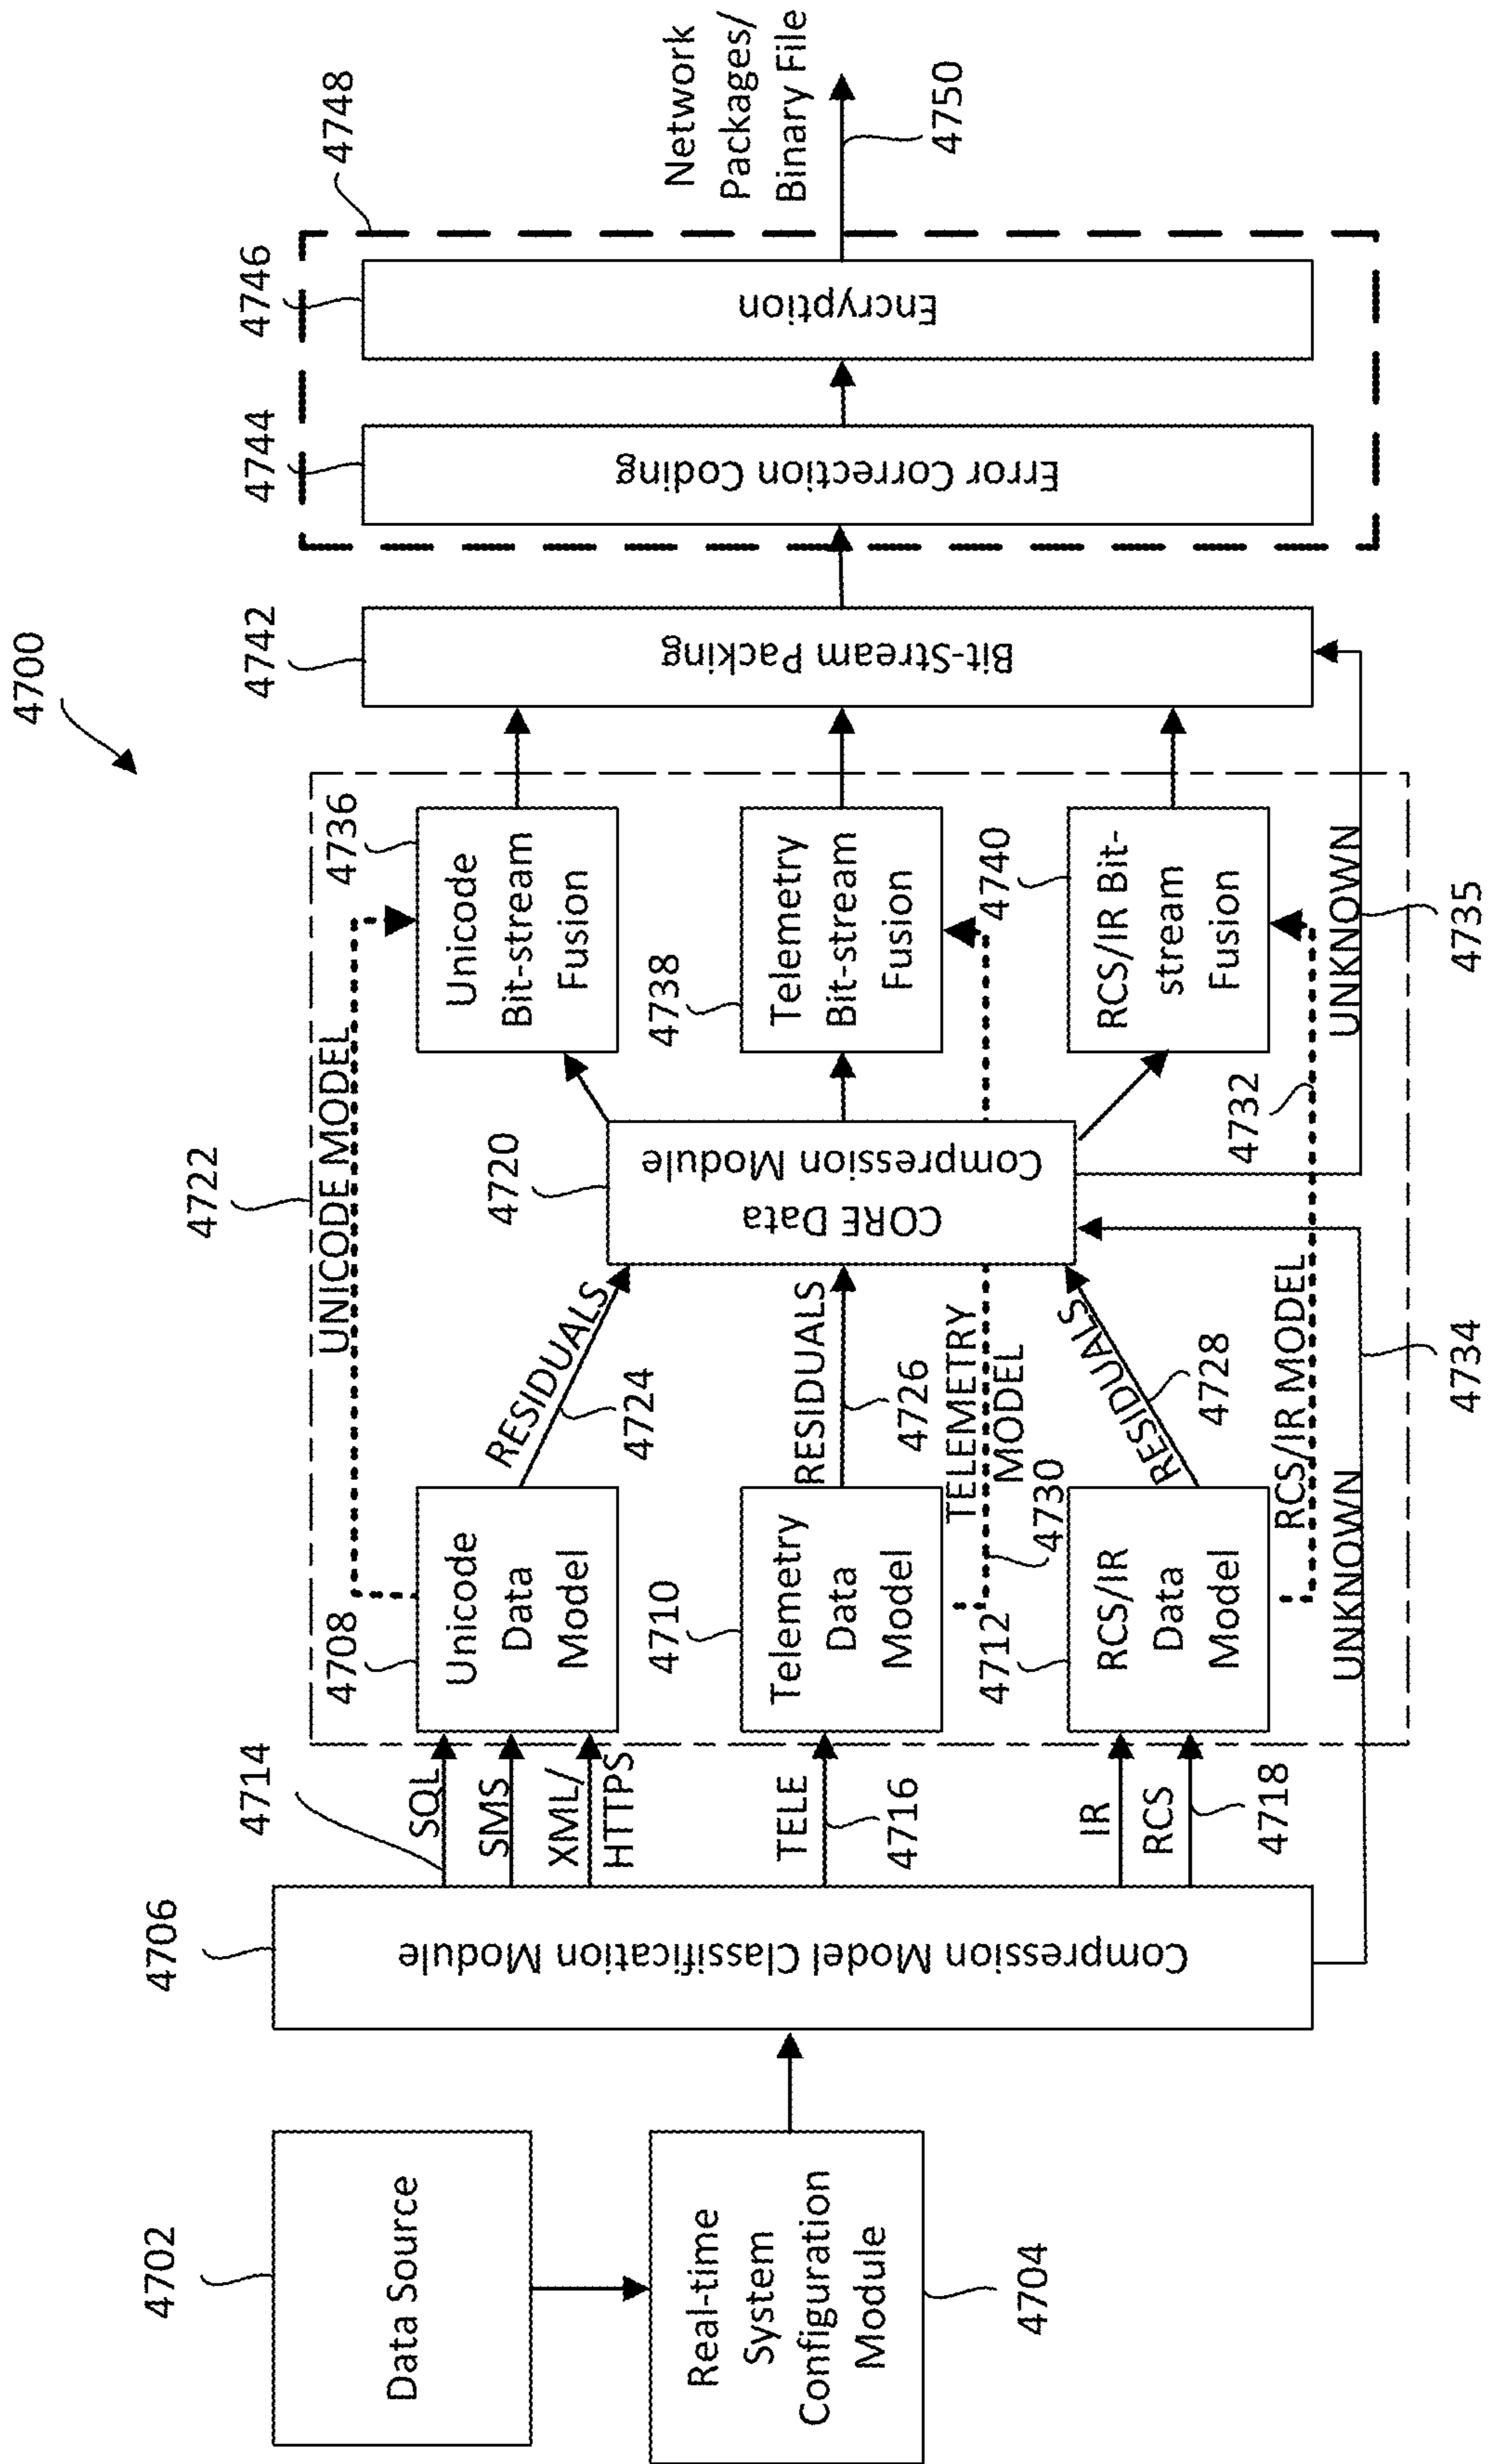 4700
4702
Data Source
Real-time
System
Configuration
Module
4704
4706
Compression Model Classification Module
4714
SQL
SMS
XML/
HTTPS
TELE
4716
IR
RCS
4718
4722
UNICODE MODEL
4708
Unicode
Data
Model
4710
Telemetry
Data
Model
4712
RCS/IR
Data
Model
RESIDUALS
4724
RESIDUALS
4726
TELEMETRY
MODEL
4730
RESIDUALS
4728
RCS/IR MODEL
4732
UNKNOWN
4734
4720
CORE Data
Compression Module
4736
Unicode
Bit-stream
Fusion
4738
Telemetry
Bit-stream
Fusion
4740
RCS/IR Bit-
stream
Fusion
UNKNOWN
4735
4742
Bit-Stream Packing
4744
Error Correction Coding
4746
Encryption
4748
Network
Packages/
Binary File
4750